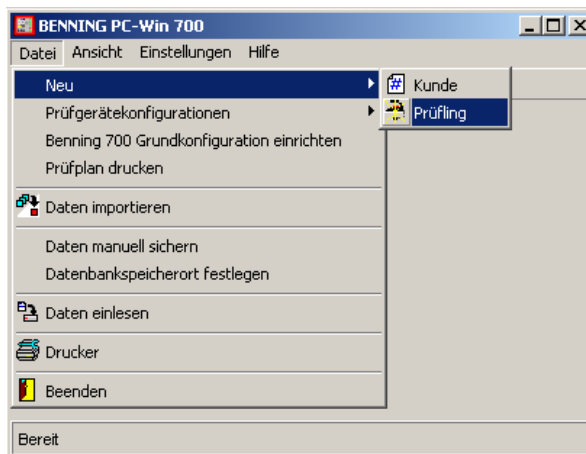 BENNING PC-Win 700
Datei Ansicht Einstellungen Hilfe
Neu
Kunde
Prüfgerätekonfigurationen
Prüfling
Benning 700 Grundkonfiguration einrichten
Prüfplan drucken
Daten importieren
Daten manuell sichern
Datenbankspeicherort festlegen
Daten einlesen
Drucker
Beenden
Bereit